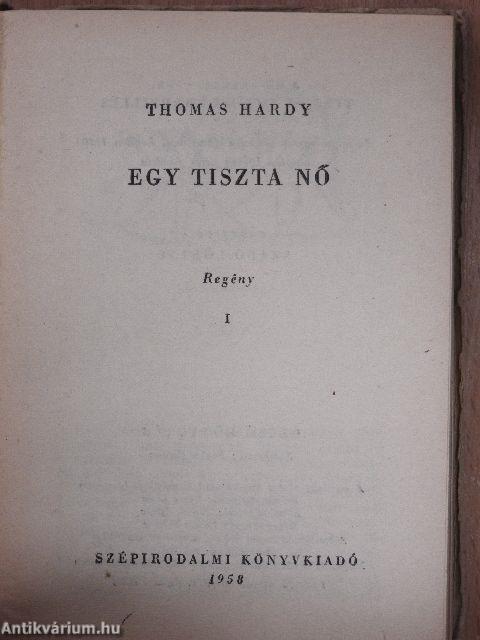 THOMAS HARDY
EGY TISZTA NŐ
Regény
I
SZÉPIRODALMI KÖNYVKIADÓ
1958
Antikvárium.hu